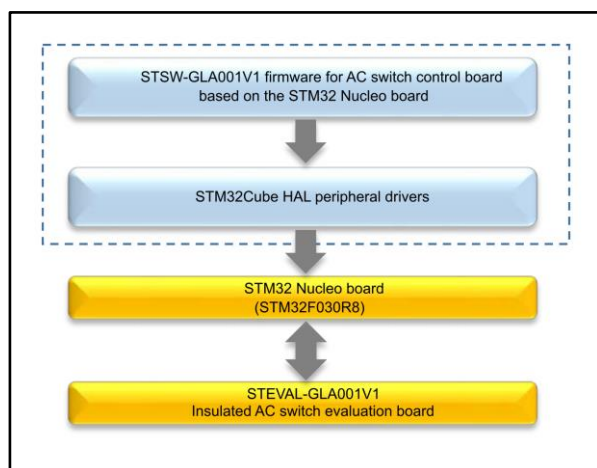 STSW-GLA001V1 firmware for AC switch control board
based on the STM32 Nucleo board
STM32Cube HAL peripheral drivers
STM32 Nucleo board
(STM32F030R8)
STEVAL-GLA001V1
Insulated AC switch evaluation board